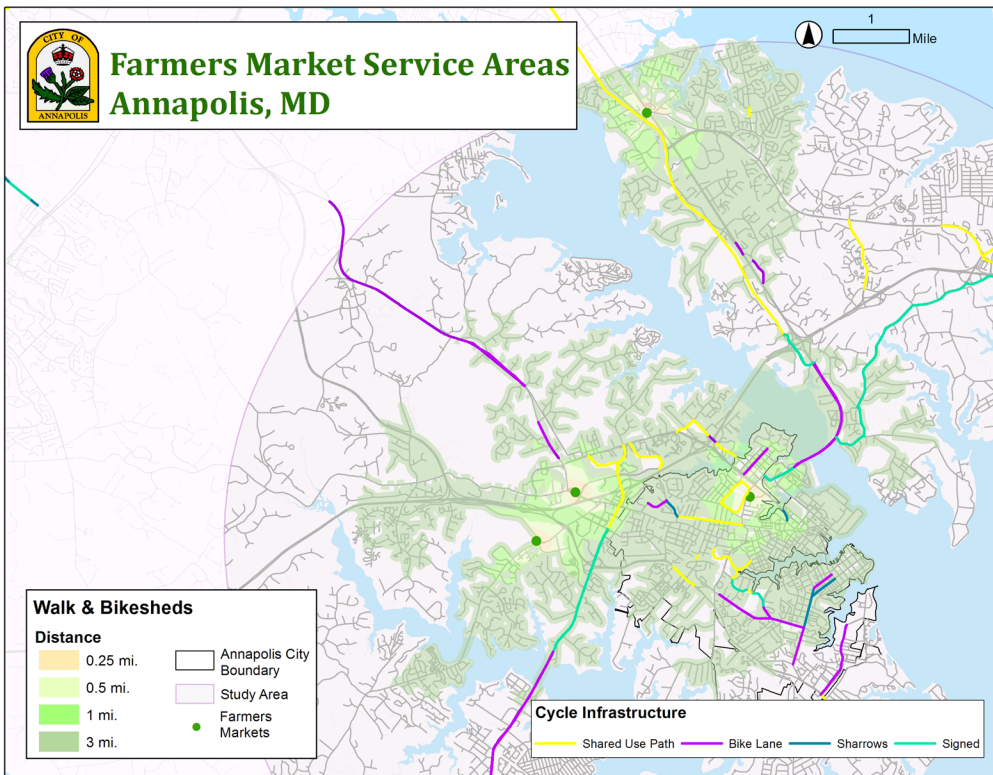 CITY OF
ANNAPOLIS
Farmers Market Service Areas
Annapolis, MD
1
Mile
Walk & Bikesheds
Distance
0.25 mi.
0.5 mi.
1 mi.
3 mi.
Annapolis City
Boundary
Study Area
Farmers
Markets
Cycle Infrastructure
Shared Use Path
Bike Lane
Sharrows
Signed